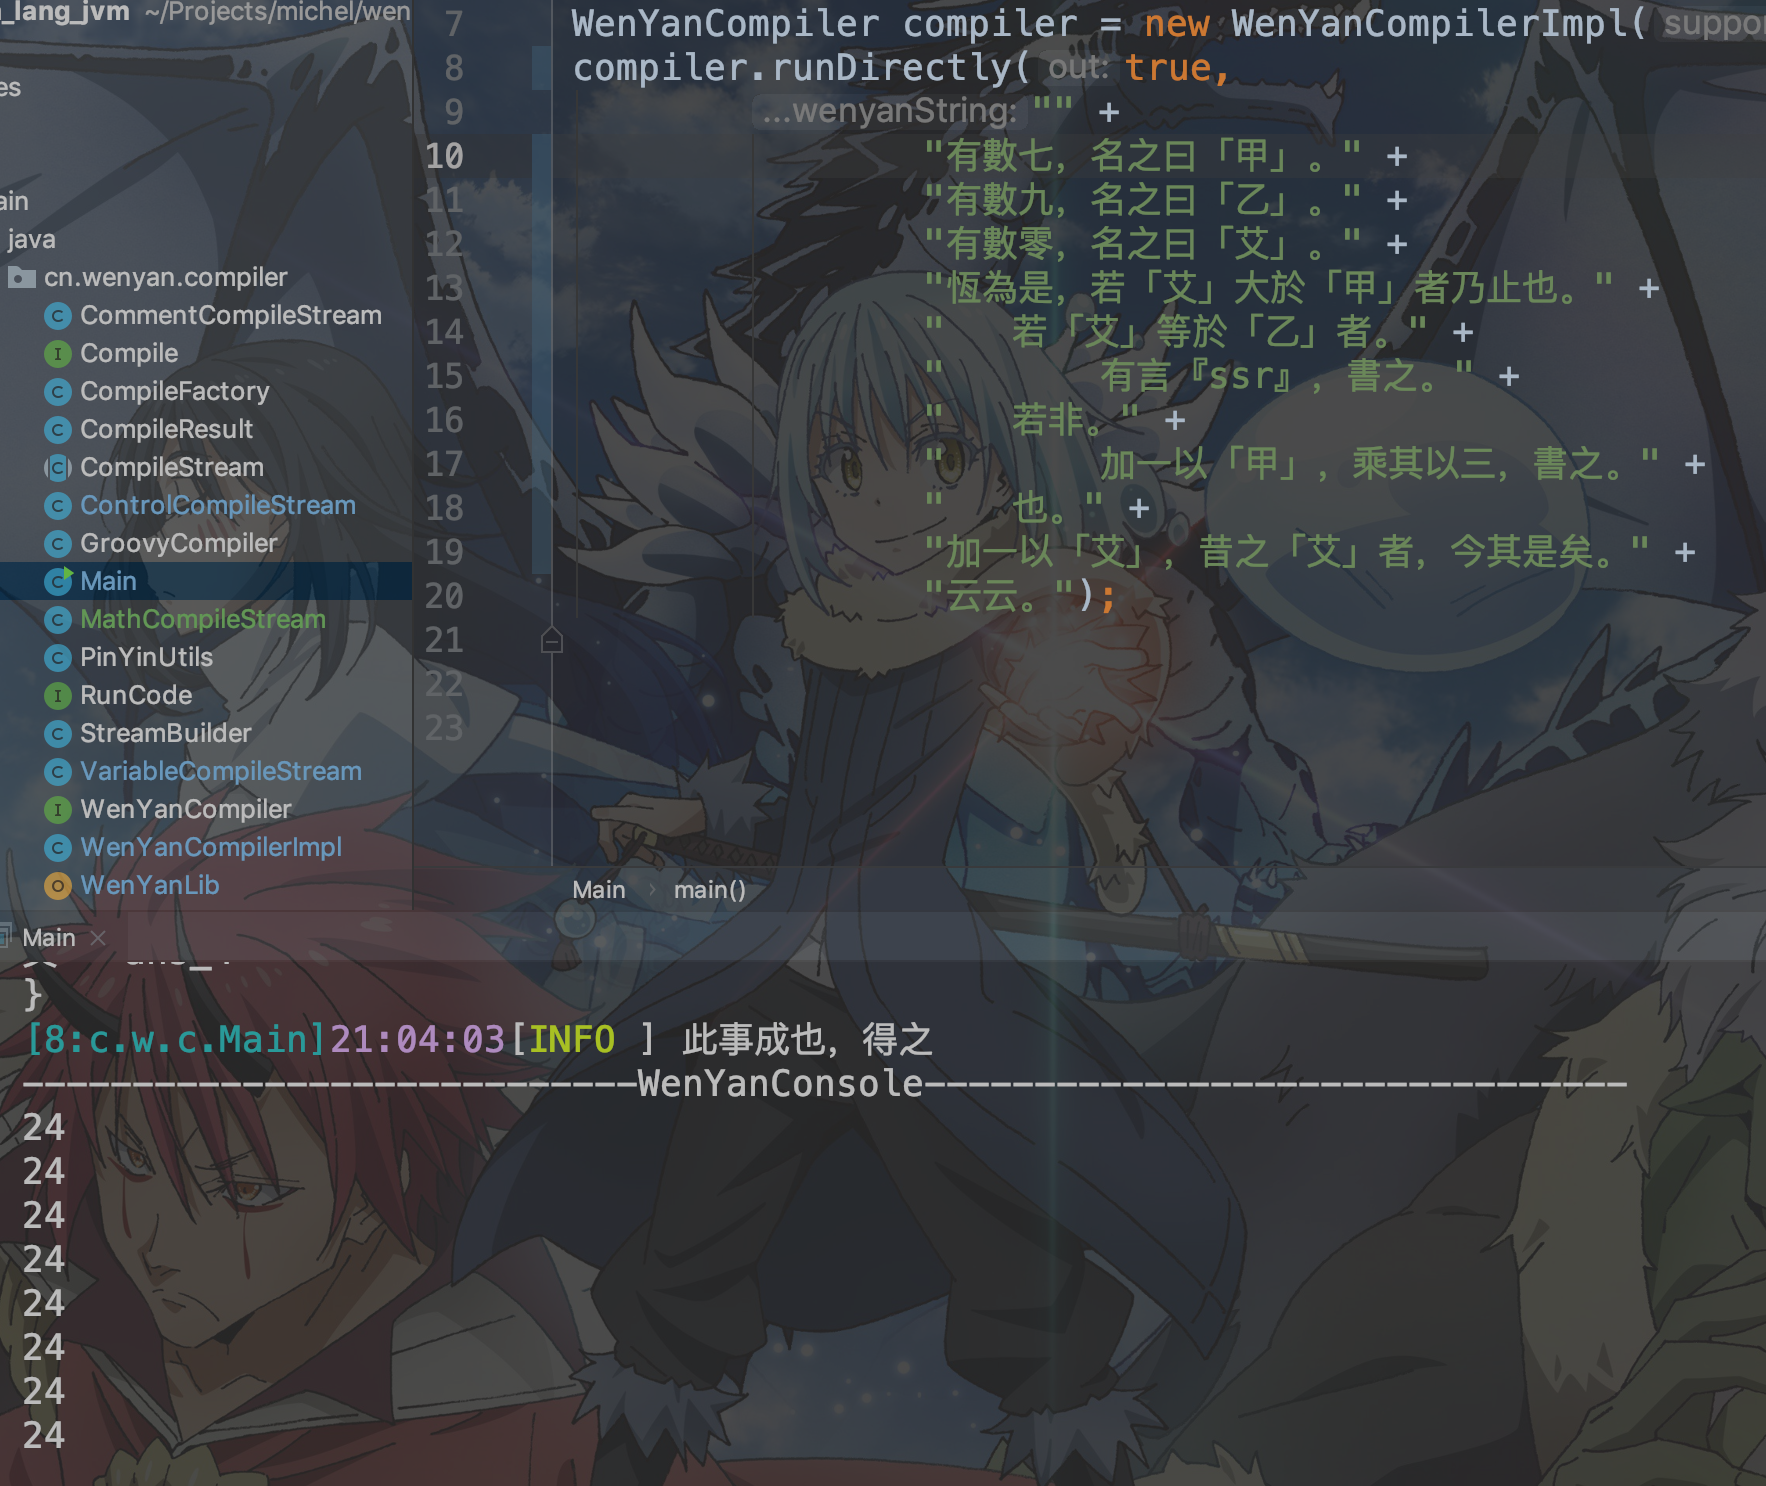 _lang_jvm ~/Projects/michel/wen
es
ain
java
cn.wenyan.compiler
CommentCompileStream
Compile
CompileFactory
CompileResult
CompileStream
ControlCompileStream
GroovyCompiler
Main
MathCompileStream
PinYinUtils
RunCode
StreamBuilder
VariableCompileStream
WenYanCompiler
WenYanCompilerImpl
WenYanLib
7 WenYanCompiler compiler = new WenYanCompilerImpl( suppor
8 compiler.runDirectly( out: true,
9 ...wenyanString: "" +
10 "有數七，名之曰「甲」。" +
11 "有數九，名之曰「乙」。" +
12 "有數零，名之曰「艾」。" +
13 "恆為是，若「艾」大於「甲」者乃止也。" +
14 "   若「艾」等於「乙」者。" +
15 "       有言『ssr』，書之。" +
16 "   若非。" +
17 "       加一以「甲」，乘其以三，書之。" +
18 "   也。" +
19 "加一以「艾」，昔之「艾」者，今其是矣。" +
20 "云云。");
21
22
23
Main › main()
Main
}
[8:c.w.c.Main]21:04:03[INFO ] 此事成也，得之
----------------------------WenYanConsole--------------------------------
24
24
24
24
24
24
24
24